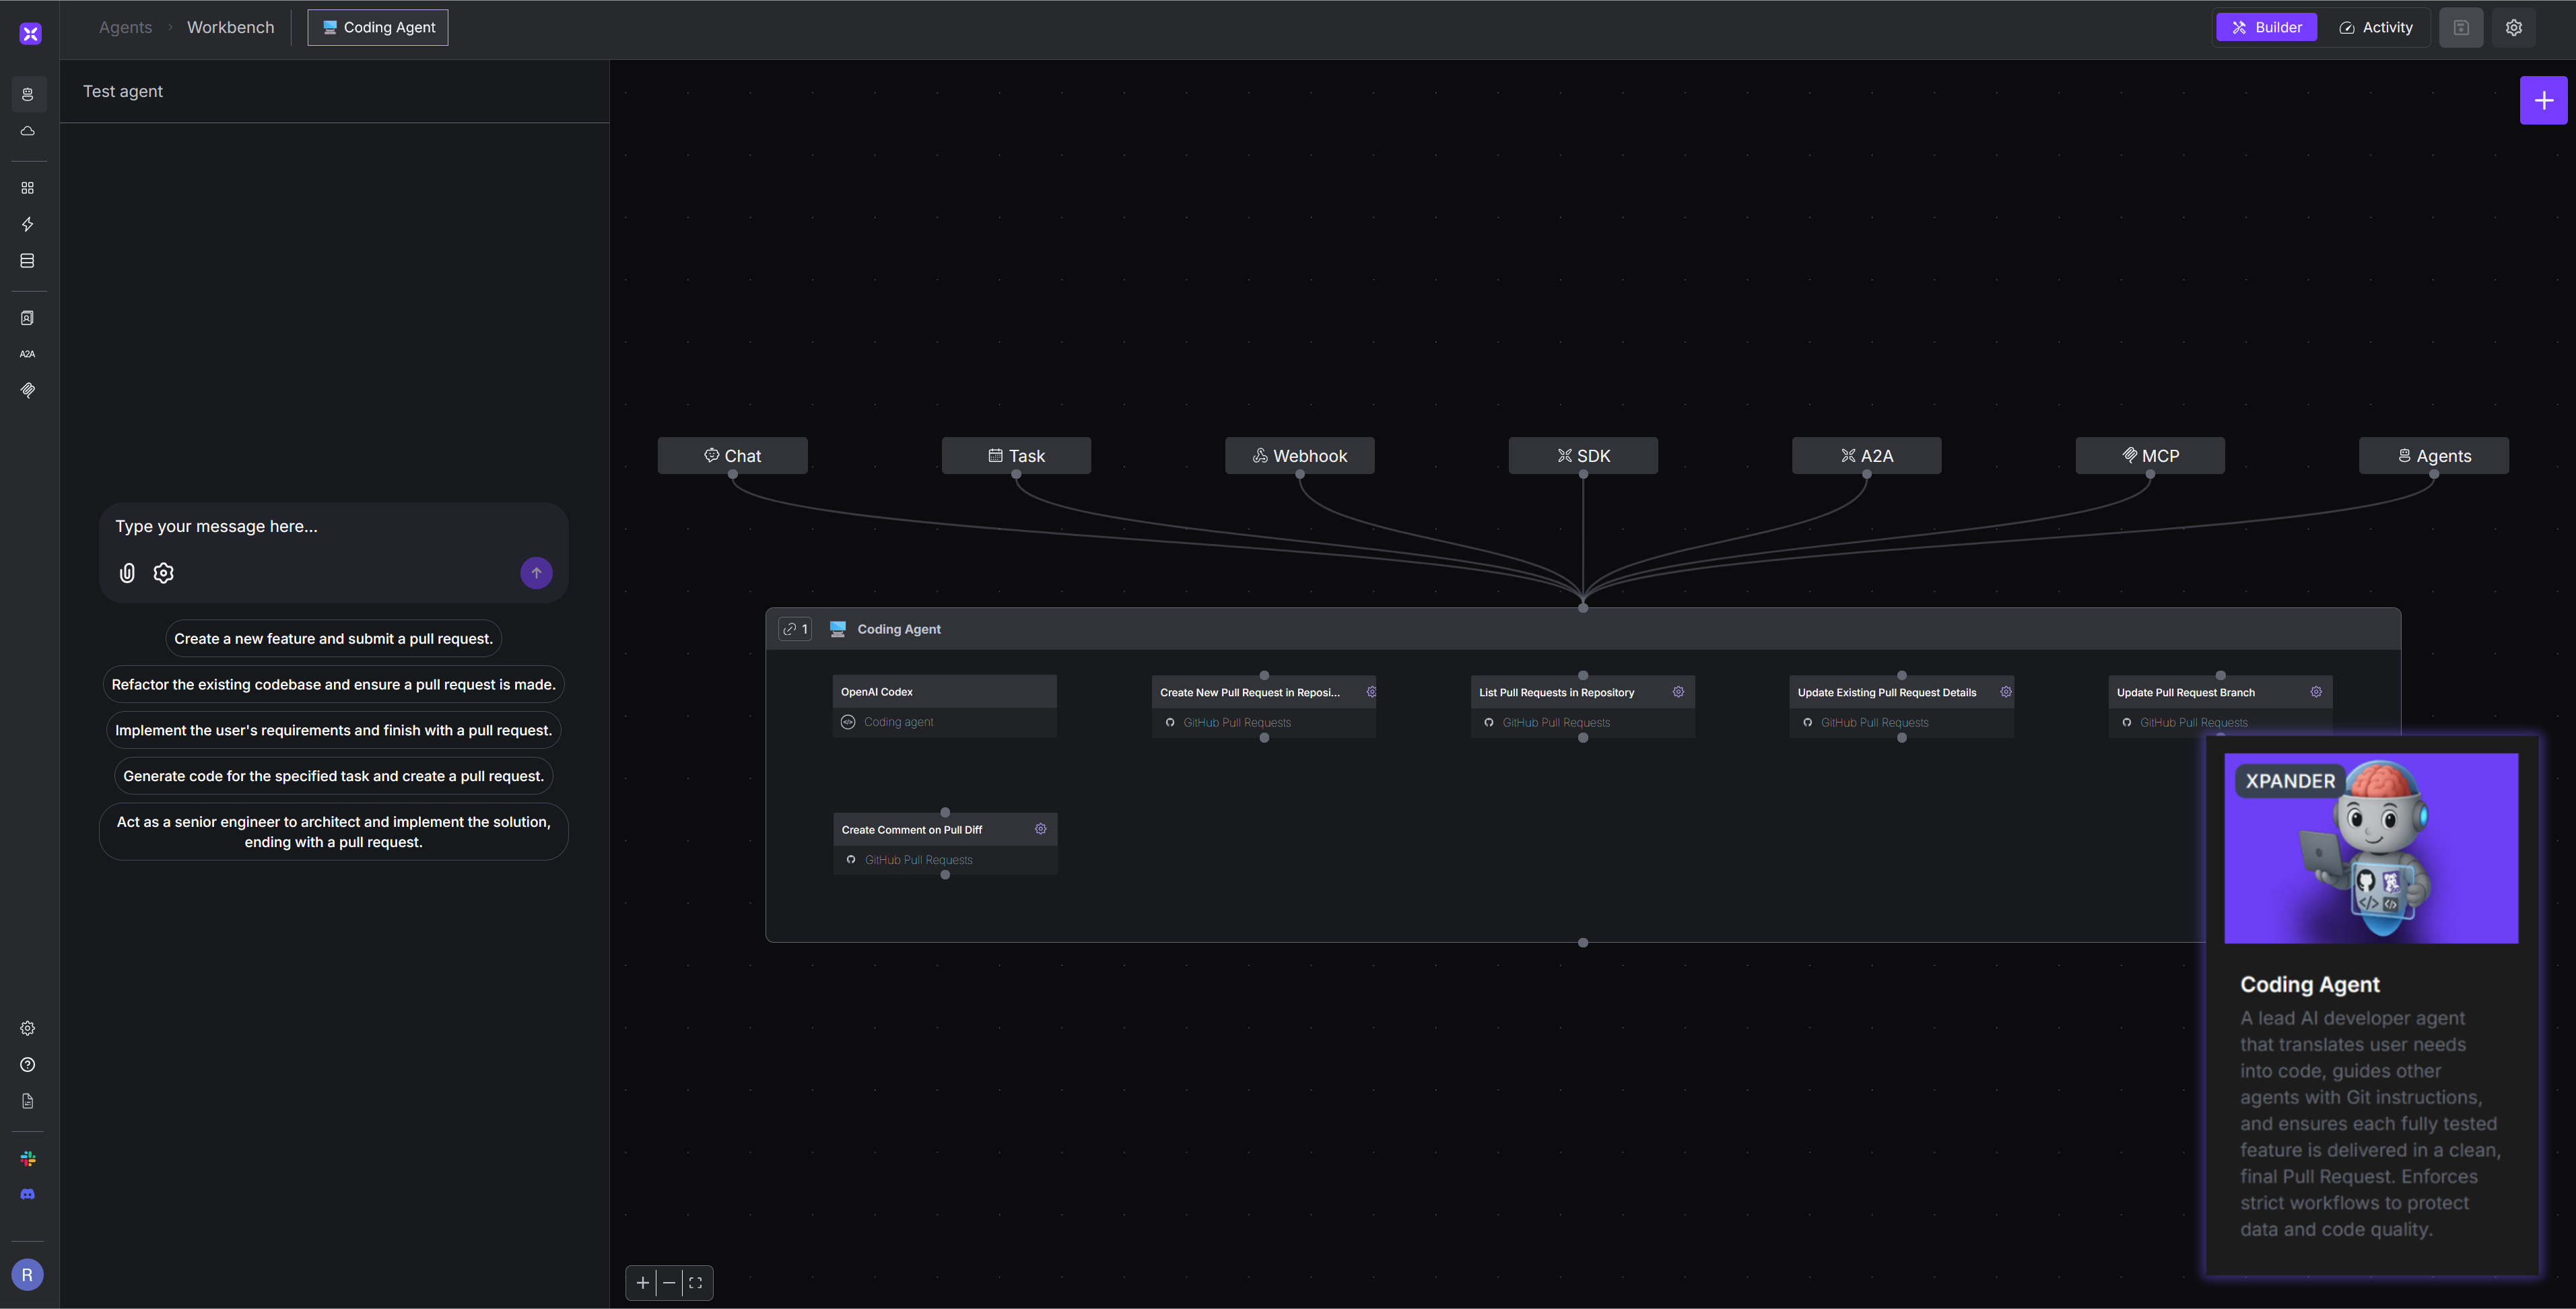 Agents › Workbench
Coding Agent
Builder
Activity
Test agent
A2A
Type your message here...
Create a new feature and submit a pull request.
Refactor the existing codebase and ensure a pull request is made.
Implement the user's requirements and finish with a pull request.
Generate code for the specified task and create a pull request.
Act as a senior engineer to architect and implement the solution,
ending with a pull request.
R
Chat
Task
Webhook
SDK
A2A
MCP
Agents
1
Coding Agent
OpenAI Codex
Coding agent
Create New Pull Request in Reposi...
GitHub Pull Requests
List Pull Requests in Repository
GitHub Pull Requests
Update Existing Pull Request Details
GitHub Pull Requests
Update Pull Request Branch
GitHub Pull Requests
Create Comment on Pull Diff
GitHub Pull Requests
XPANDER
Coding Agent
A lead AI developer agent
that translates user needs
into code, guides other
agents with Git instructions,
and ensures each fully tested
feature is delivered in a clean,
final Pull Request. Enforces
strict workflows to protect
data and code quality.